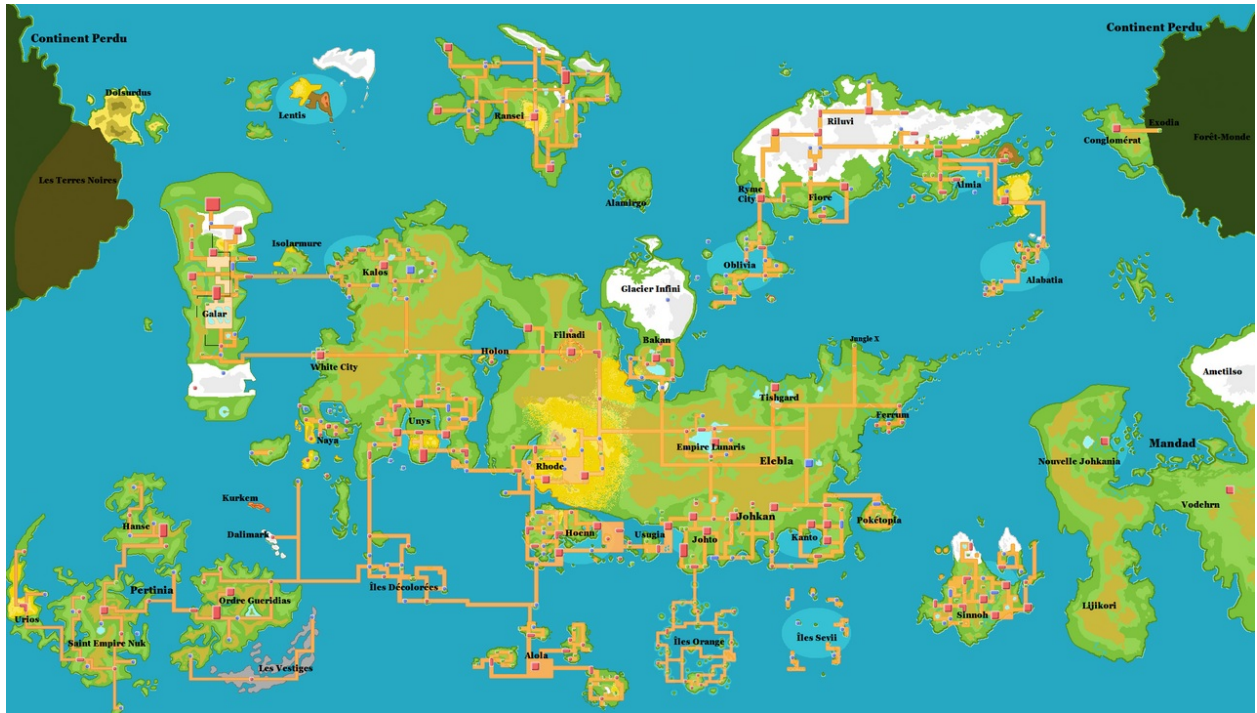 Continent Perdu
Continent Perdu
Dolsurdus
Lentis
Ransei
Riluvi
Exodia
Conglomérat
Forêt-Monde
Les Terres Noires
Ryme
City
Fiore
Almia
Alamirgo
Isolarmure
Kalos
Oblivia
Alabatia
Glacier Infini
Galar
Filnadi
Bakan
Jungle X
Holon
White City
Tishgard
Ametilso
Ferrum
Unys
Naya
Empire Lunaris
Elebla
Mandad
Nouvelle Johkania
Rhode
Kurkem
Vodehrn
Hanse
Dalimark
Hoenn
Usugia
Johto
Johkan
Kanto
Pokétopia
Pertinia
Îles Décolorées
Ordre Gueridias
Urios
Saint Empire Nuk
Sinnoh
Lijikori
Îles Orange
Îles Sevii
Alola
Les Vestiges